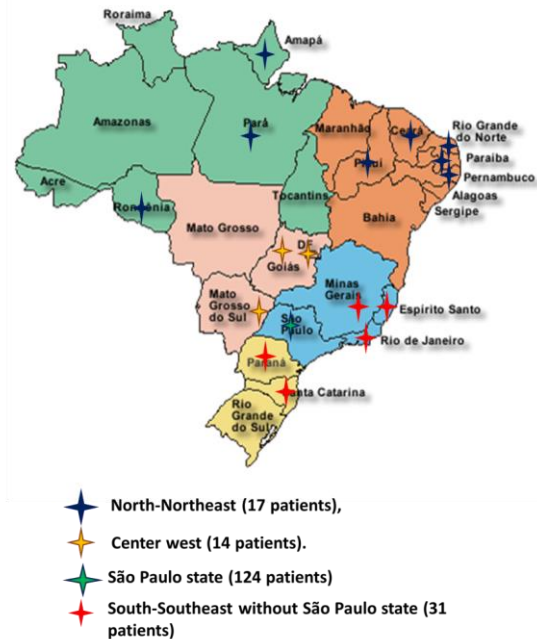 Roraima
Amapá
Amazonas
Pará
Maranhão
Ceará
Rio Grande
do Norte
Piauí
Paraiba
Pernambuco
Acre
Rondônia
Tocantins
Alagoas
Sergipe
Mato Grosso
Bahia
DF
Goiás
Minas
Gerais
Mato
Grosso
do Sul
Espirito Santo
São
Paulo
Rio de Janeiro
Paraná
Santa Catarina
Rio
Grande
do Sul
North-Northeast (17 patients),
Center west (14 patients).
São Paulo state (124 patients)
South-Southeast without São Paulo state (31
patients)